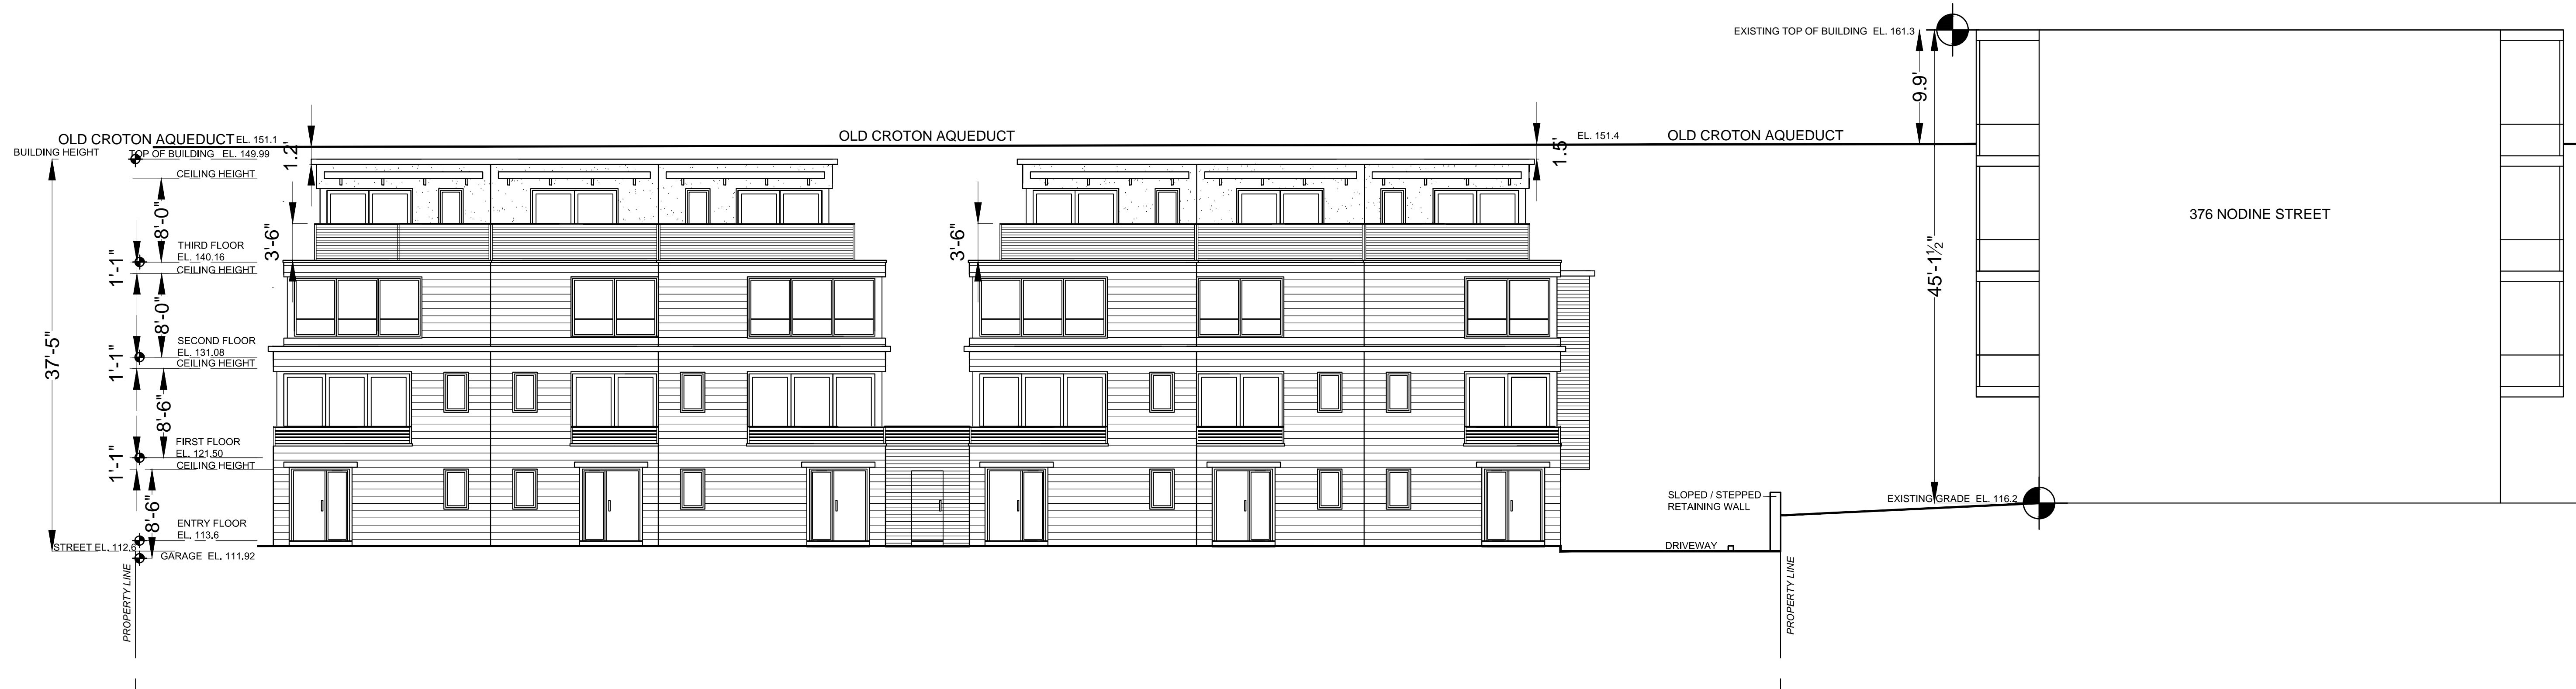 EXISTING TOP OF BUILDING EL. 161.3
9.9'
OLD CROTON AQUEDUCT EL. 151.1
OLD CROTON AQUEDUCT
EL. 151.4
OLD CROTON AQUEDUCT
BUILDING HEIGHT
TOP OF BUILDING EL. 149.99
1.2'
1.5'
CEILING HEIGHT
8'-0"
3'-6"
3'-6"
376 NODINE STREET
THIRD FLOOR
EL. 140.16
1'-1"
CEILING HEIGHT
45'-1½"
8'-0"
37'-5"
SECOND FLOOR
EL. 131.08
1'-1"
CEILING HEIGHT
8'-6"
FIRST FLOOR
EL. 121.50
1'-1"
CEILING HEIGHT
8'-6"
SLOPED / STEPPED
RETAINING WALL
EXISTING GRADE EL. 116.2
ENTRY FLOOR
EL. 113.6
STREET EL. 112.6
GARAGE EL. 111.92
DRIVEWAY
PROPERTY LINE
PROPERTY LINE